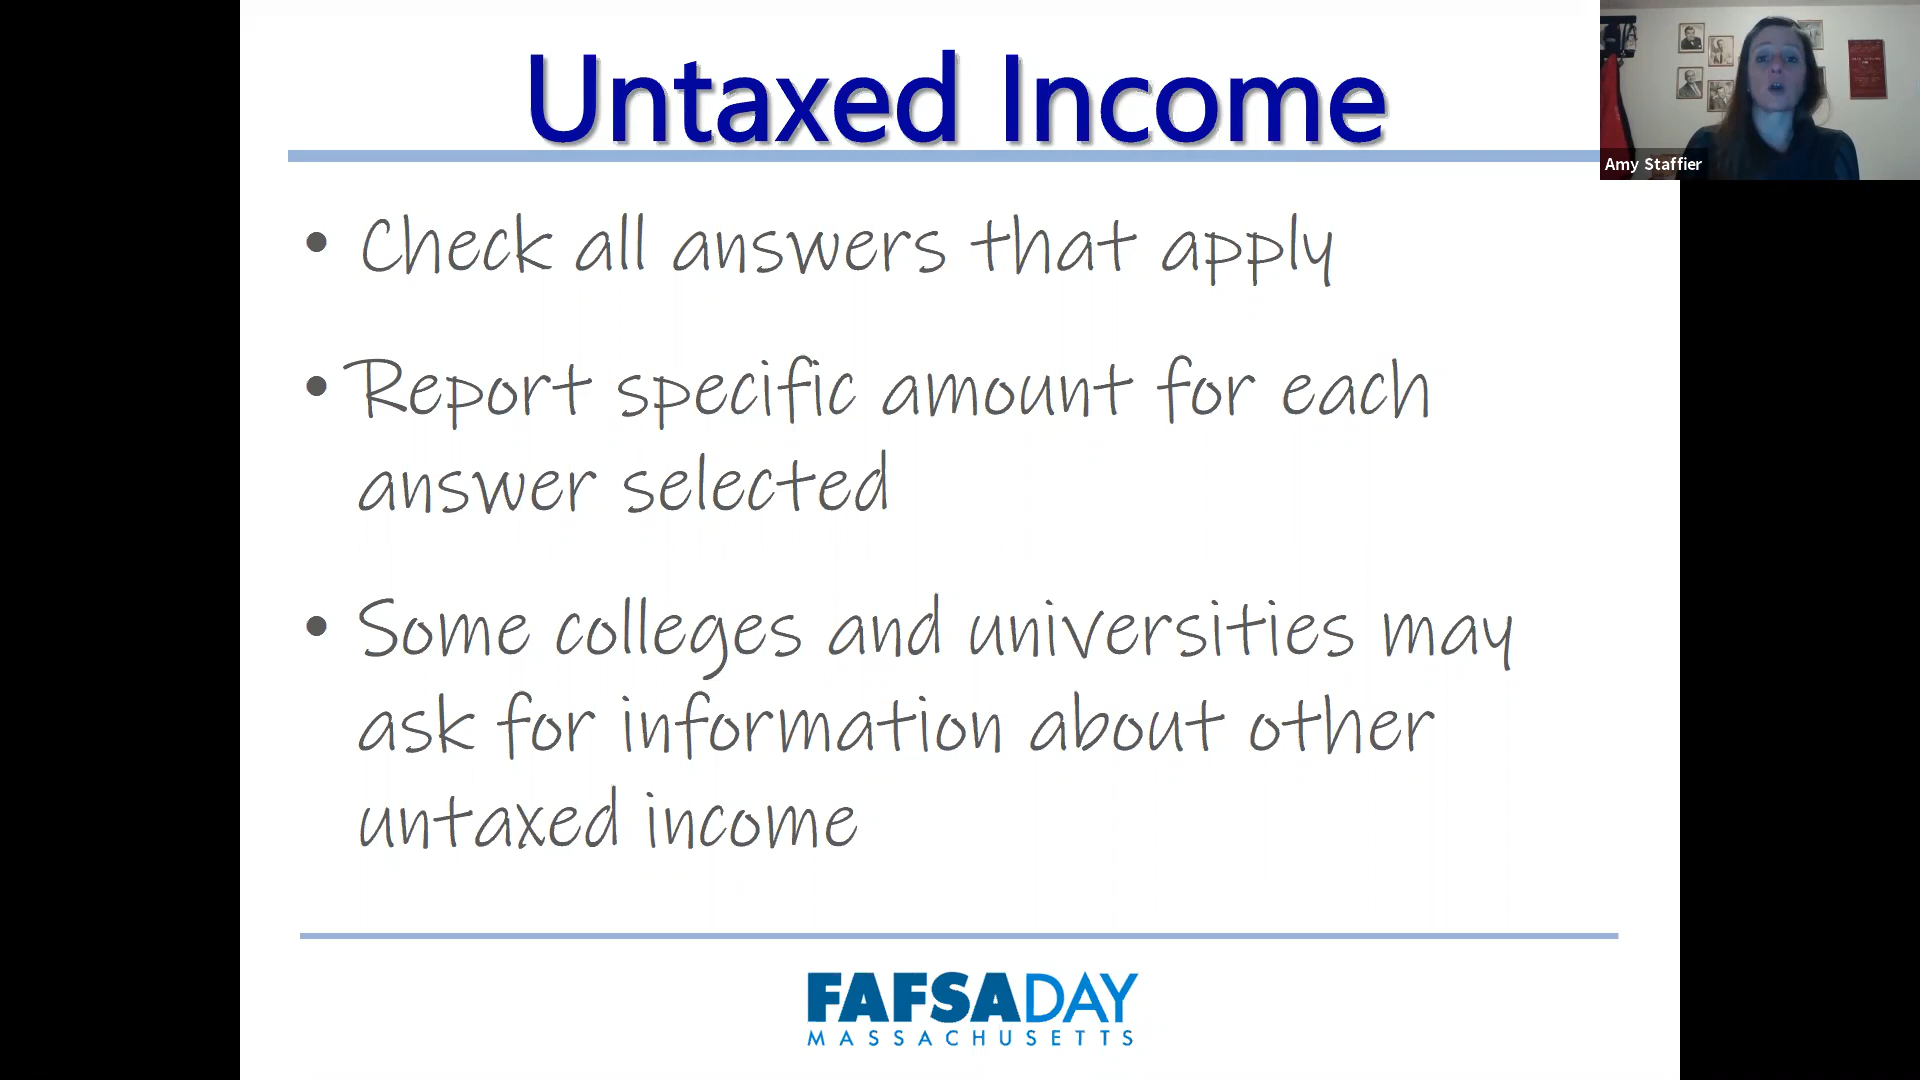 Untaxed Income
Amy Staffier
• Check all answers that apply
• Report specific amount for each
answer selected
• Some colleges and universities may
ask for information about other
untaxed income
FAFSADAY
MASSACHUSETTS